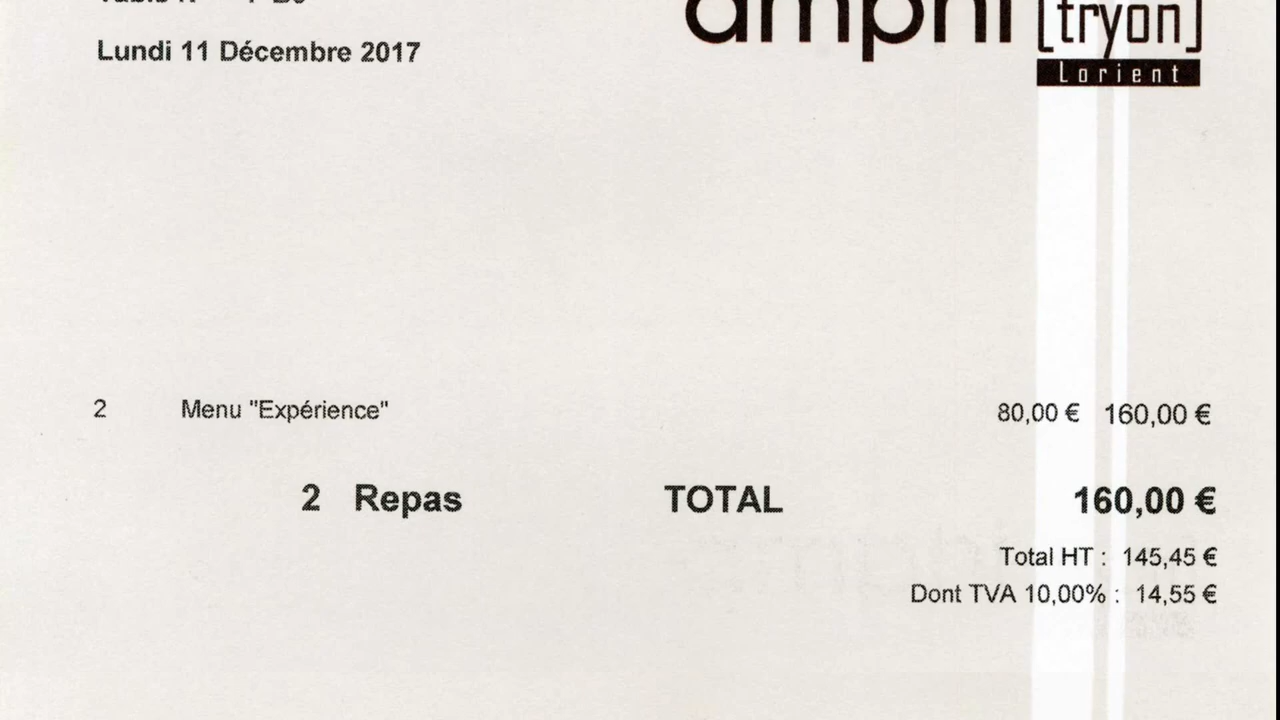 Lundi 11 Décembre 2017
amphi [tryon]
Lorient
2 Menu "Expérience" 80,00 € 160,00 €
2 Repas TOTAL 160,00 €
Total HT : 145,45 €
Dont TVA 10,00% : 14,55 €